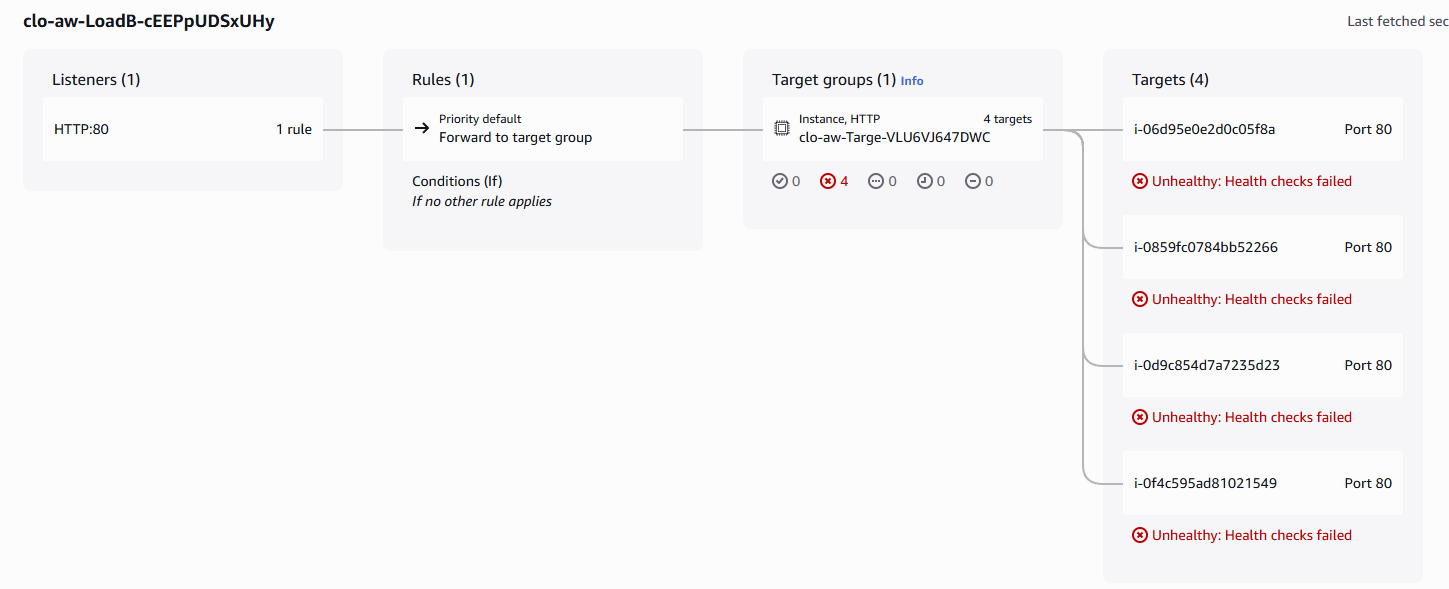 clo-aw-LoadB-cEEPpUDSxUHy
Last fetched sec
Listeners (1)
HTTP:80 1 rule
Rules (1)
Priority default
Forward to target group
Conditions (If)
If no other rule applies
Target groups (1) Info
Instance, HTTP 4 targets
clo-aw-Targe-VLU6VJ647DWC
0 4 0 0 0
Targets (4)
i-06d95e0e2d0c05f8a Port 80
Unhealthy: Health checks failed
i-0859fc0784bb52266 Port 80
Unhealthy: Health checks failed
i-0d9c854d7a7235d23 Port 80
Unhealthy: Health checks failed
i-0f4c595ad81021549 Port 80
Unhealthy: Health checks failed